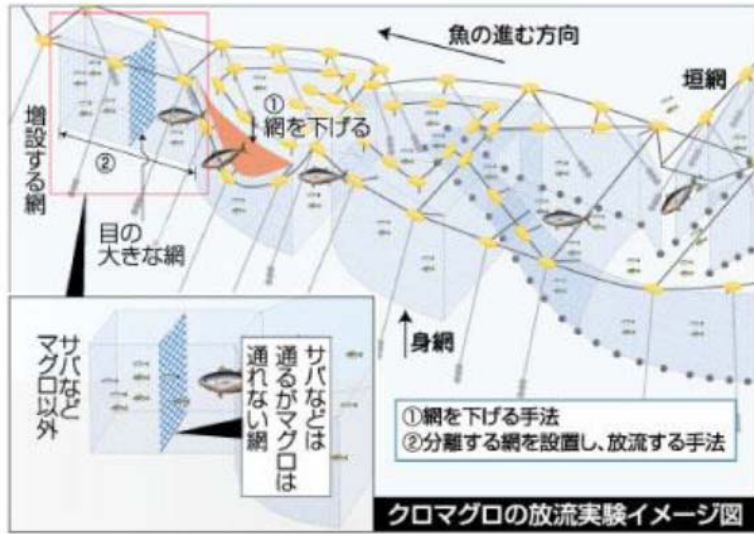 魚の進む方向
垣網
①
網を下げる
増設する網
②
目の
大きな網
身網
サバなど
マグロ以外
サバなどは
通るがマグロは
通れない網
①網を下げる手法
②分離する網を設置し、放流する手法
クロマグロの放流実験イメージ図